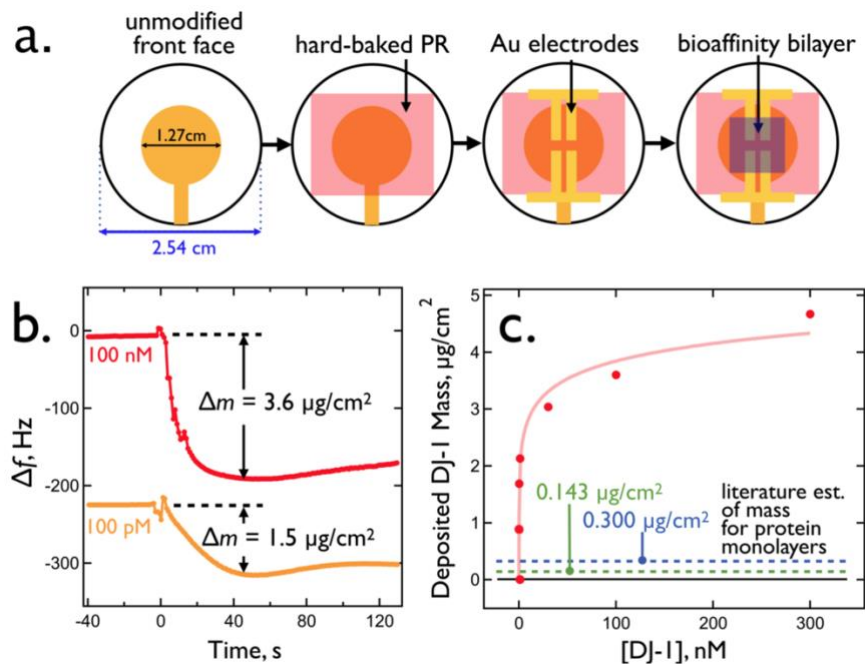 a.
unmodified
front face
hard-baked PR
Au electrodes
bioaffinity bilayer
1.27cm
2.54 cm
b.
0
-100
-200
-300
Δf, Hz
100 nM
Δm = 3.6 μg/cm²
100 pM
Δm = 1.5 μg/cm²
-40
0
40
80
120
Time, s
c.
5
4
3
2
1
0
Deposited DJ-1 Mass, μg/cm²
0.143 μg/cm²
0.300 μg/cm²
literature est.
of mass
for protein
monolayers
0
100
200
300
[DJ-1], nM